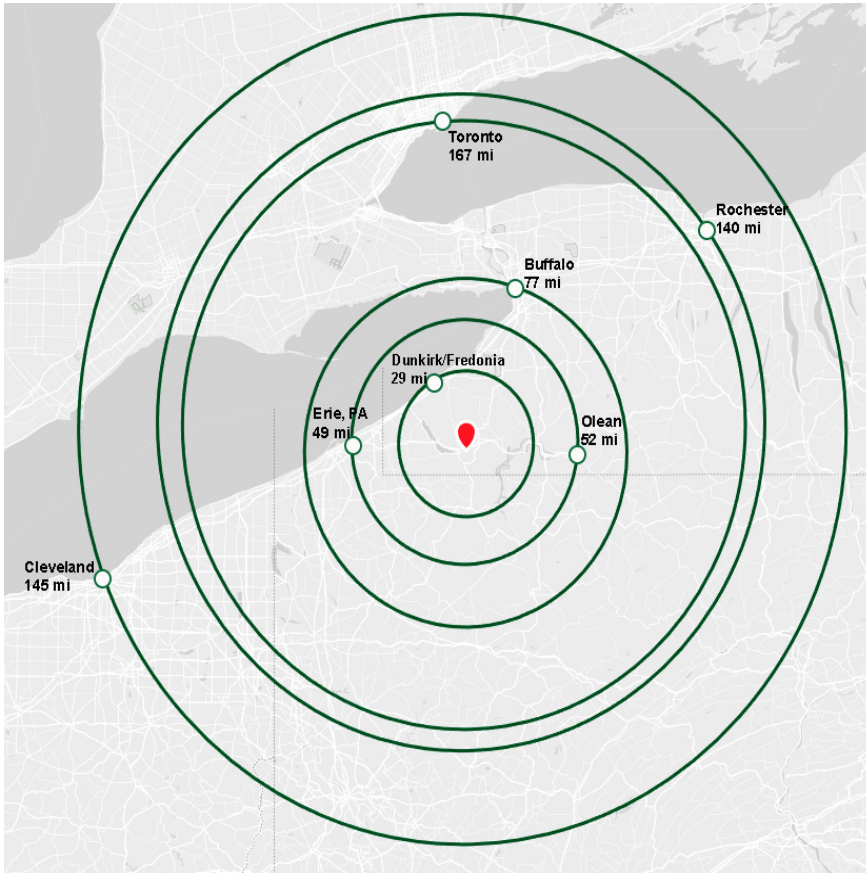 Toronto
167 mi
Rochester
140 mi
Buffalo
77 mi
Dunkirk/Fredonia
29 mi
Erie, PA
49 mi
Olean
52 mi
Cleveland
145 mi